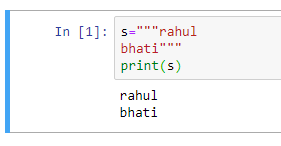 In [1]: s="""rahul
bhati"""
print(s)
rahul
bhati